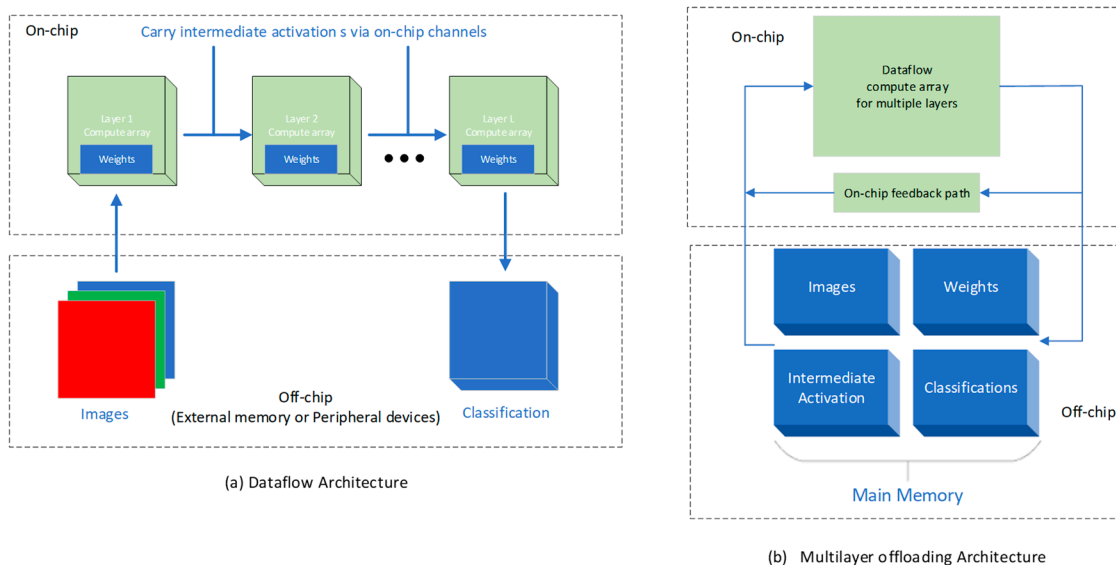 On-chip
Carry intermediate activation s via on-chip channels
Layer 1
Compute array
Weights
Layer 2
Compute array
Weights
Layer L
Compute array
Weights
Images
Off-chip
(External memory or Peripheral devices)
Classification
(a) Dataflow Architecture
On-chip
Dataflow
compute array
for multiple layers
On-chip feedback path
Images
Weights
Intermediate
Activation
Classifications
Off-chip
Main Memory
(b) Multilayer offloading Architecture